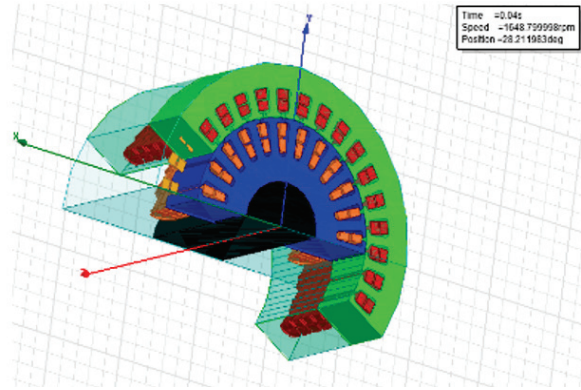 Time =0.04s
Speed =1648.799998rpm
Position =28.211983deg
Y
X